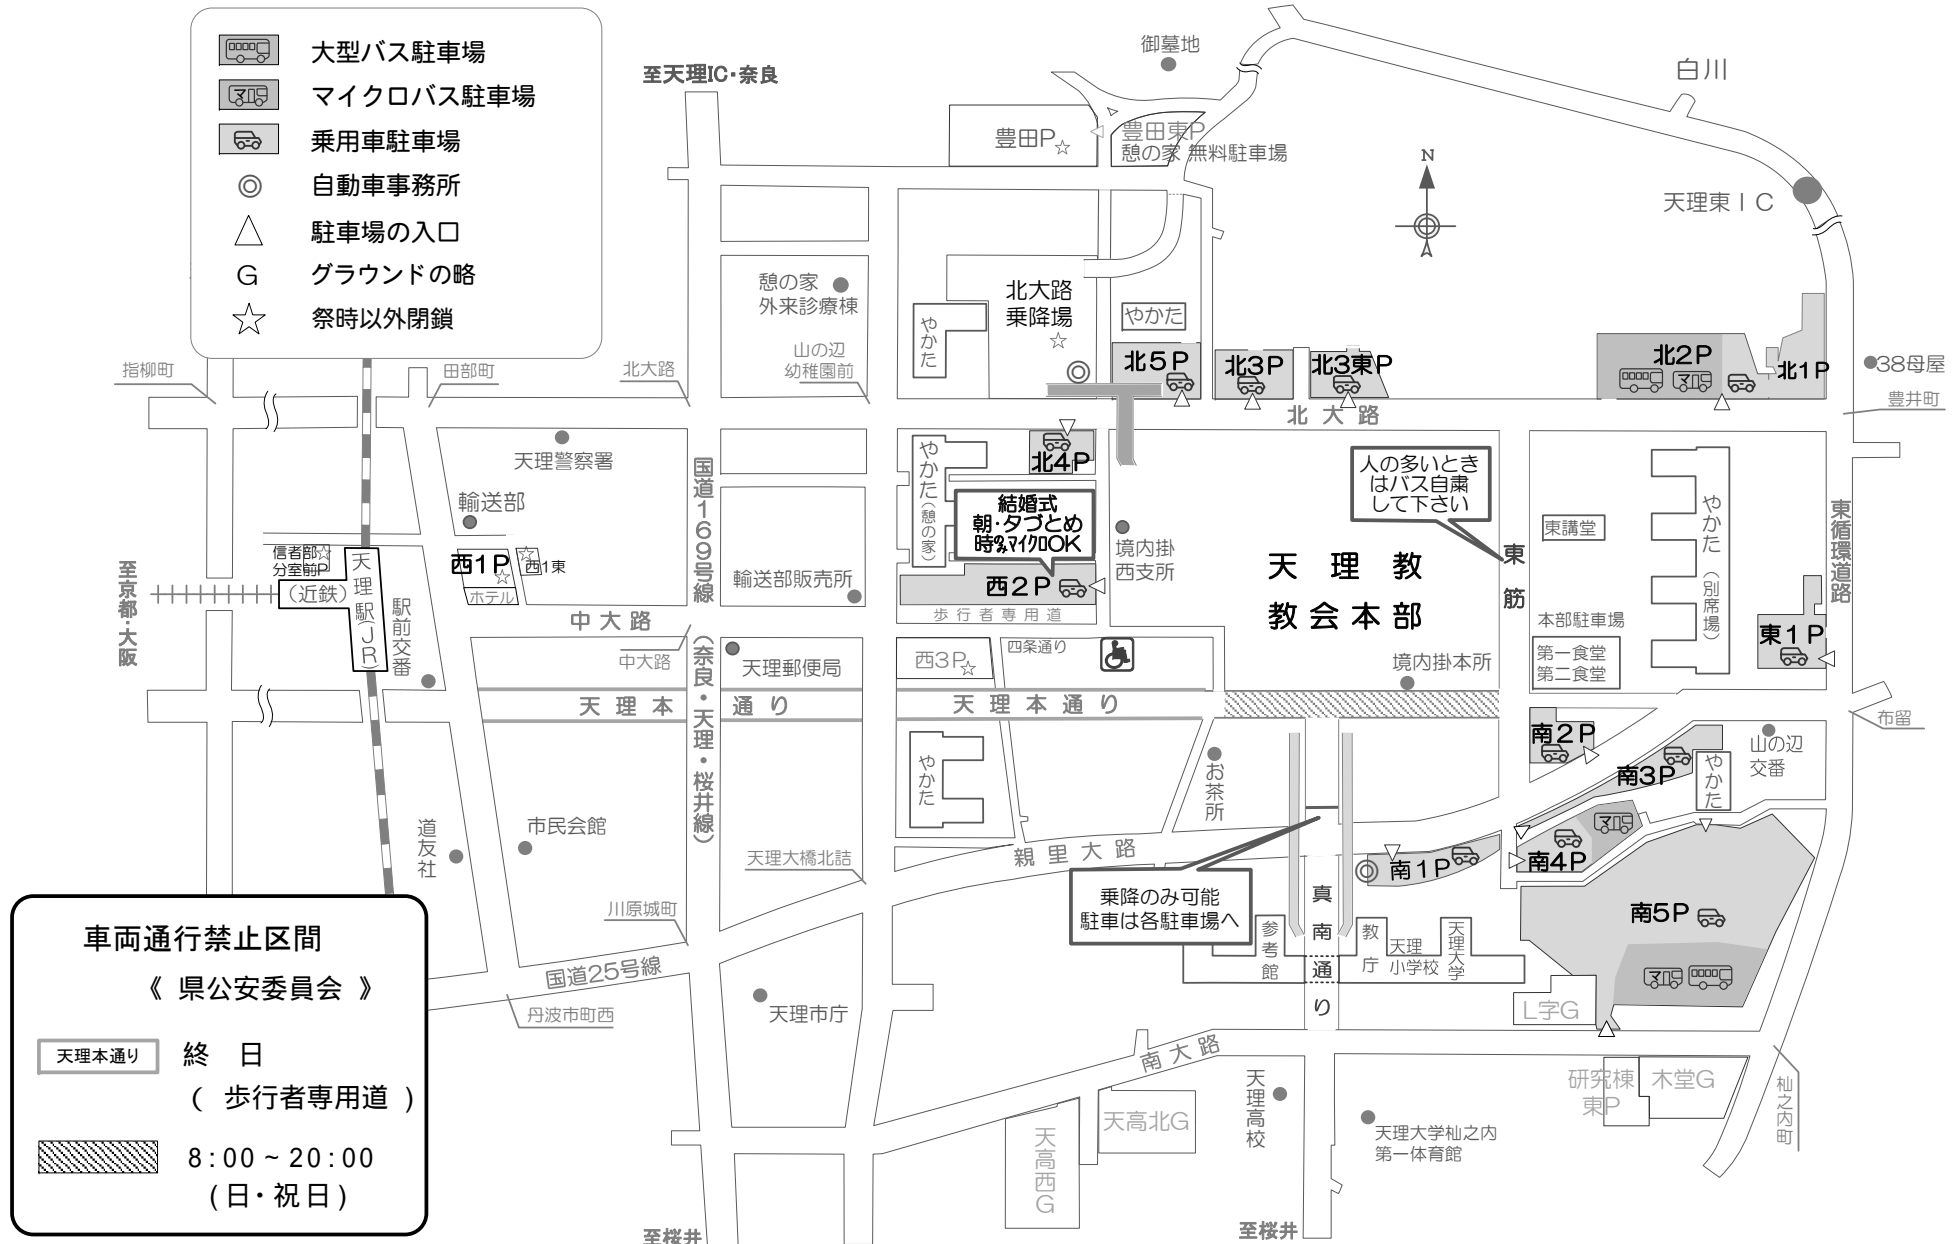 大型バス駐車場
マイクロバス駐車場
乗用車駐車場
自動車事務所
駐車場の入口
G グラウンドの略
祭時以外閉鎖
至天理IC・奈良
御墓地
白川
豊田P☆
豊田東P
憩の家 無料駐車場
N
天理東IC
憩の家
外来診療棟
やかた
北大路
乗降場
☆
やかた
山の辺
幼稚園前
指柳町
田部町
北大路
北5P
北3P
北3東P
北2P
マ
北1P
38母屋
豊井町
北大路
天理警察署
国道169号線
(奈良・天理・桜井線)
やかた(憩の家)
北4P
人の多いとき
はバス自粛
して下さい
結婚式
朝・夕づとめ
時のみマイクロOK
輸送部
境内掛
西支所
天理教
教会本部
東筋
東講堂
やかた(別席場)
東循環道路
信者部☆
分室前P
天理駅(JR)
(近鉄)
至京都・大阪
西1P
☆
☆
西1東
ホテル
輸送部販売所
西2P
歩行者専用道
中大路
駅前交番
中大路
天理郵便局
西3P☆
四条通り
本部駐車場
第一食堂
第二食堂
東1P
境内掛本所
天理本通り
天理本通り
布留
南2P
南3P
山の辺
交番
やかた
やかた
お茶所
道友社
市民会館
天理大橋北詰
親里大路
南1P
マ
南4P
乗降のみ可能
駐車は各駐車場へ
真南通り
南5P
マ
川原城町
参考館
教庁
天理
小学校
天理大学
国道25号線
丹波市町西
天理市庁
L字G
南大路
天理高校
研究棟
東P
木堂G
杣之内町
天高北G
天高西G
天理大学杣之内
第一体育館
至桜井
至桜井
車両通行禁止区間
《 県公安委員会 》
天理本通り 終 日
( 歩行者専用道 )
8:00~20:00
(日・祝日)